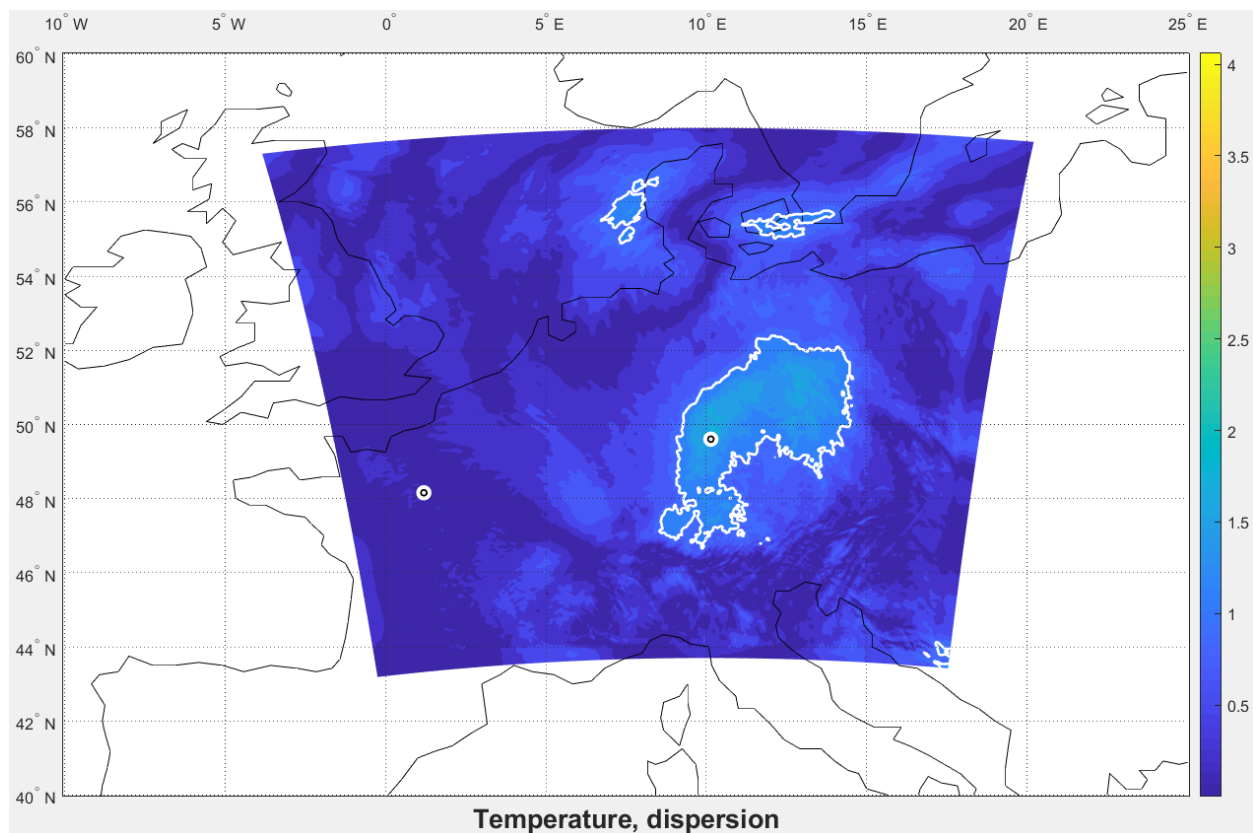 10° W 5° W 0° 5° E 10° E 15° E 20° E 25° E
60° N
58° N
56° N
54° N
52° N
50° N
48° N
46° N
44° N
42° N
40° N
4
3.5
3
2.5
2
1.5
1
0.5
Temperature, dispersion